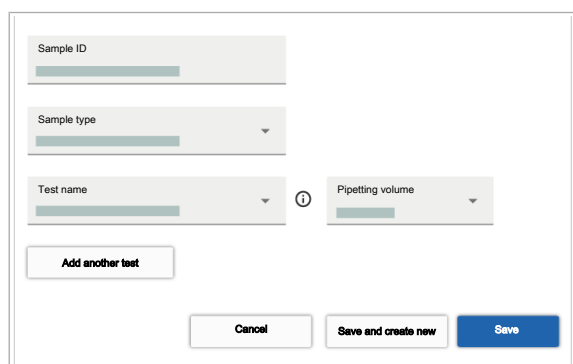 Sample ID
Sample type
Test name
Pipetting volume
Add another test
Cancel
Save and create new
Save